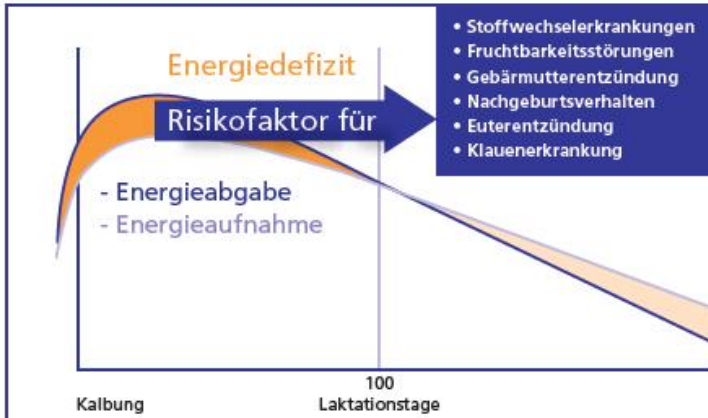 • Stoffwechselerkrankungen
• Fruchtbarkeitsstörungen
• Gebärmutterentzündung
• Nachgeburtsverhalten
• Euterentzündung
• Klauenerkrankung
Energiedefizit
Risikofaktor für
- Energieabgabe
- Energieaufnahme
100
Kalbung
Laktationstage